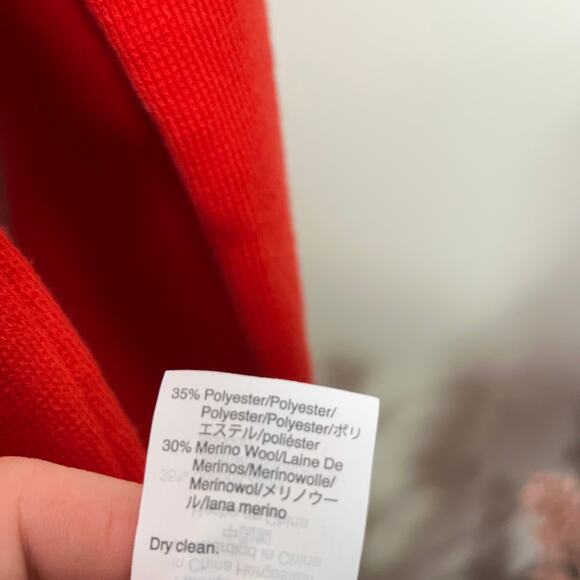 35% Polyester/Polyester/
Polyester/Polyester/ポリ
エステル/poliéster
30% Merino Wool/Laine De
Merinos/Merinowolle/
Merinowol/メリノウー
ル/lana merino
Dry clean.